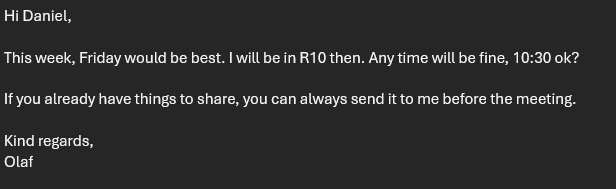 Hi Daniel,
This week, Friday would be best. I will be in R10 then. Any time will be fine, 10:30 ok?
If you already have things to share, you can always send it to me before the meeting.
Kind regards,
Olaf